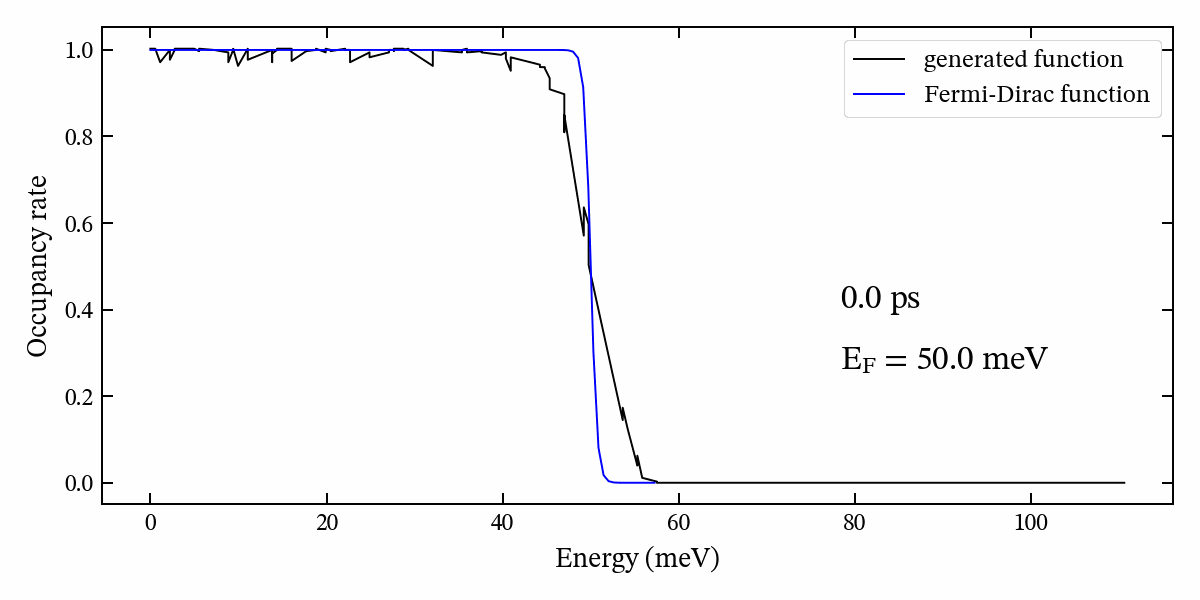 1.0
0.8
0.6
0.4
0.2
0.0
Occupancy rate
generated function
Fermi-Dirac function
0.0 ps
E_F = 50.0 meV
0 20 40 60 80 100
Energy (meV)